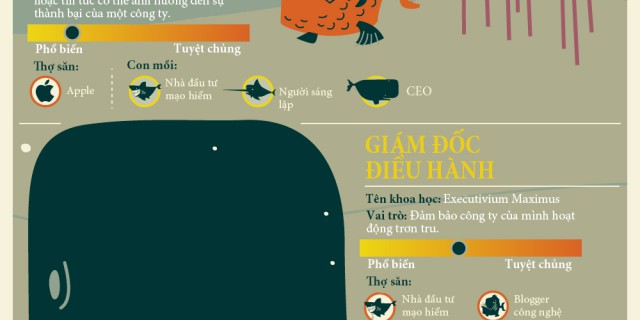 hoặc tin tức có thể ảnh hưởng đến sự
thành bại của một công ty.
Phổ biến
Tuyệt chủng
Thợ săn:
Apple
Con mồi:
Nhà đầu tư
mạo hiểm
Người sáng
lập
CEO
GIÁM ĐỐC
ĐIỀU HÀNH
Tên khoa học: Executivium Maximus
Vai trò: Đảm bảo công ty của mình hoạt
động trơn tru.
Phổ biến
Tuyệt chủng
Thợ săn:
Nhà đầu tư
mạo hiểm
Blogger
công nghệ